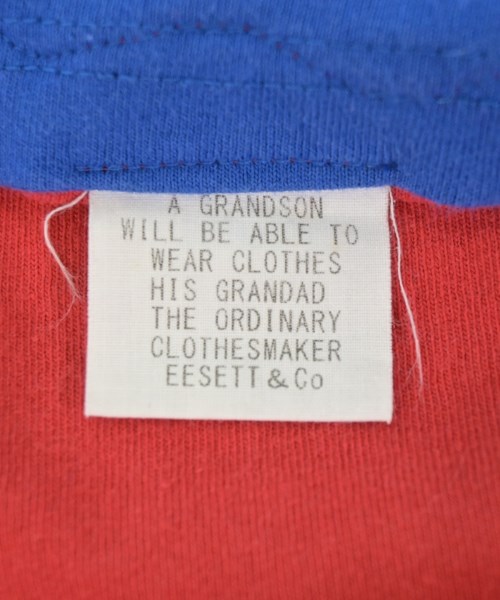 A GRANDSON
WILL BE ABLE TO
WEAR CLOTHES
HIS GRANDAD
THE ORDINARY
CLOTHESMAKER
EESETT & Co